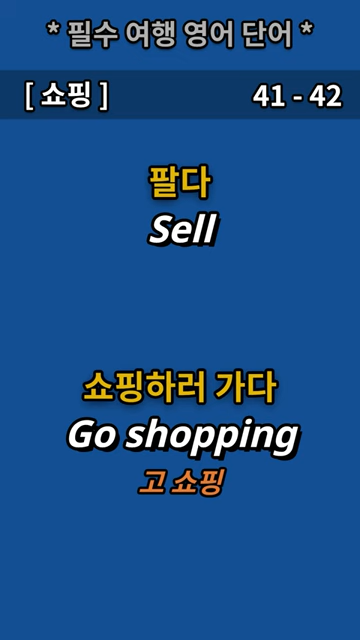 * 필수 여행 영어 단어 *
[ 쇼핑 ] 41 - 42
팔다
Sell
쇼핑하러 가다
Go shopping
고 쇼핑